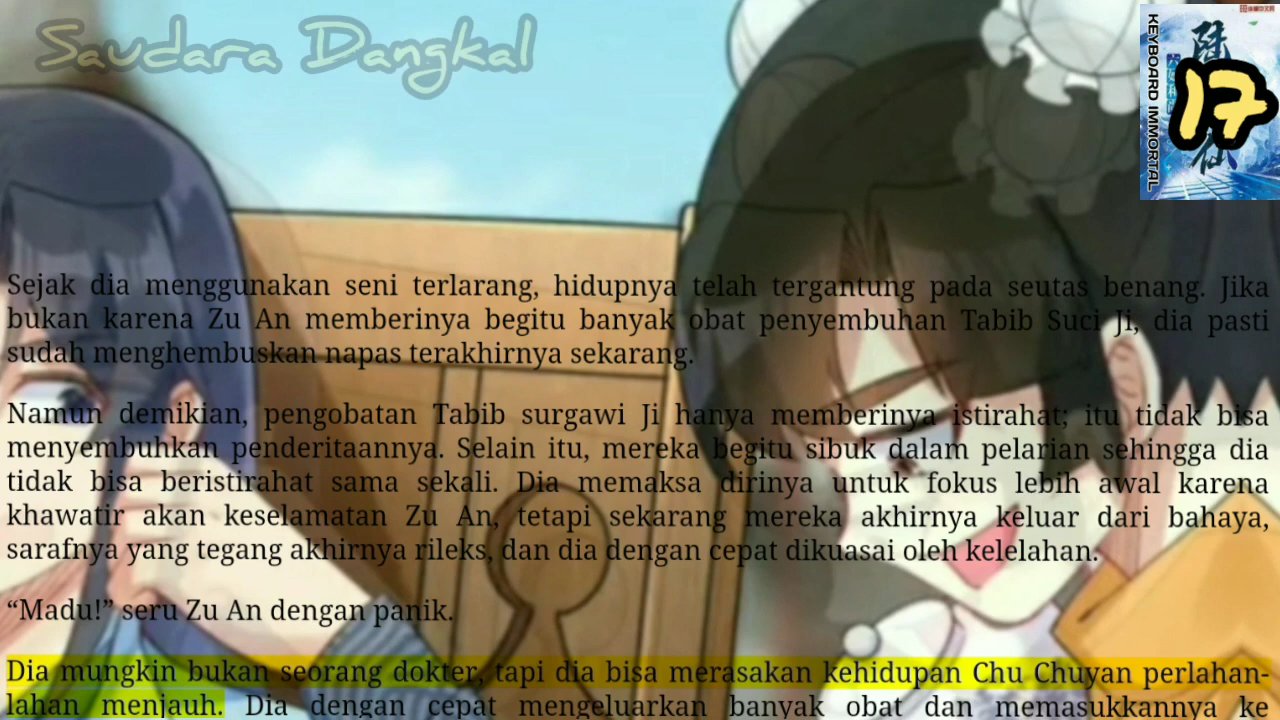 Saudara Dangkal
KEYBOARD IMMORTAL
17
Sejak dia menggunakan seni terlarang, hidupnya telah tergantung pada seutas benang. Jika
bukan karena Zu An memberinya begitu banyak obat penyembuhan Tabib Suci Ji, dia pasti
sudah menghembuskan napas terakhirnya sekarang.
Namun demikian, pengobatan Tabib surgawi Ji hanya memberinya istirahat; itu tidak bisa
menyembuhkan penderitaannya. Selain itu, mereka begitu sibuk dalam pelarian sehingga dia
tidak bisa beristirahat sama sekali. Dia memaksa dirinya untuk fokus lebih awal karena
khawatir akan keselamatan Zu An, tetapi sekarang mereka akhirnya keluar dari bahaya,
sarafnya yang tegang akhirnya rileks, dan dia dengan cepat dikuasai oleh kelelahan.
“Madu!” seru Zu An dengan panik.
Dia mungkin bukan seorang dokter, tapi dia bisa merasakan kehidupan Chu Chuyan perlahan-
lahan menjauh. Dia dengan cepat mengeluarkan banyak obat dan memasukkannya ke